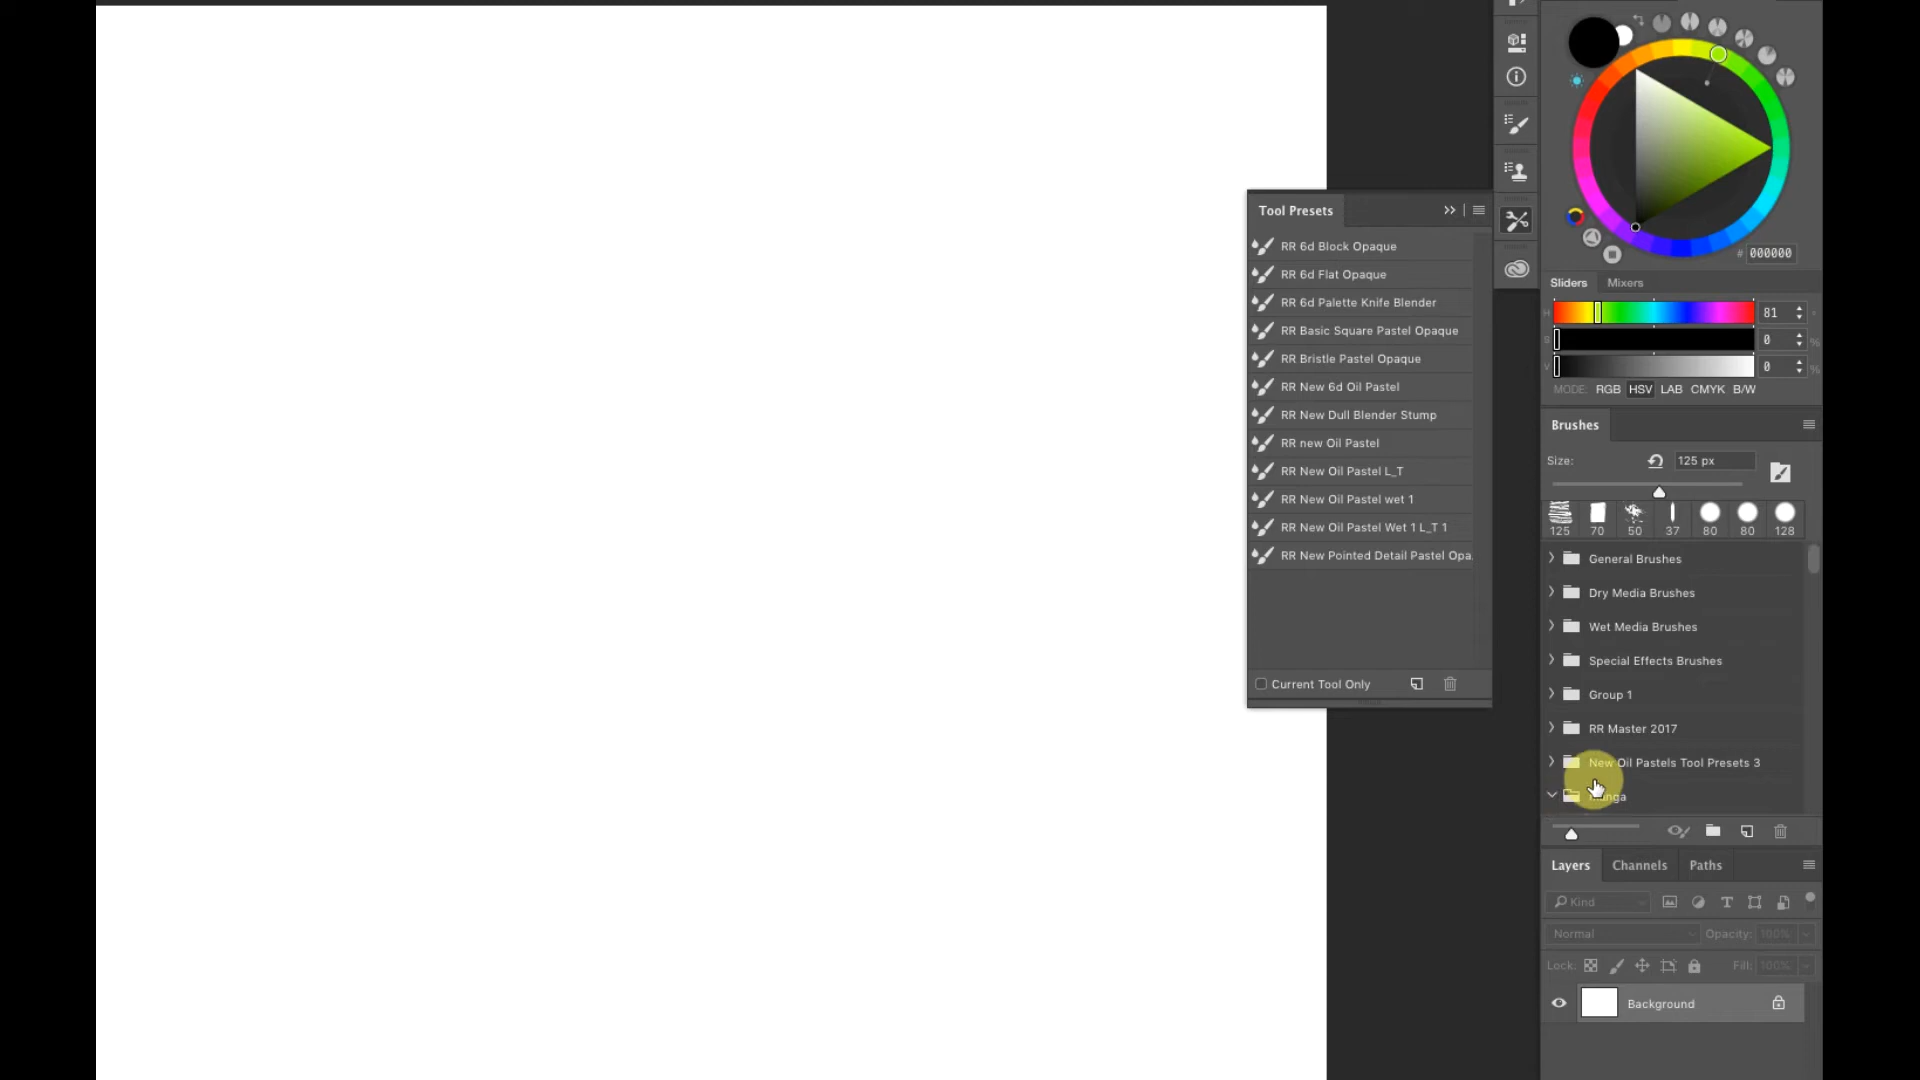 Tool Presets
RR 6d Block Opaque
RR 6d Flat Opaque
RR 6d Palette Knife Blender
RR Basic Square Pastel Opaque
RR Bristle Pastel Opaque
RR New 6d Oil Pastel
RR New Dull Blender Stump
RR new Oil Pastel
RR New Oil Pastel L_T
RR New Oil Pastel wet 1
RR New Oil Pastel Wet 1 L_T 1
RR New Pointed Detail Pastel Opa.
Current Tool Only
# 000000
Sliders Mixers
H 81 °
S 0 %
V 0 %
MODE: RGB HSV LAB CMYK B/W
Brushes
Size: 125 px
125 70 50 37 80 80 128
General Brushes
Dry Media Brushes
Wet Media Brushes
Special Effects Brushes
Group 1
RR Master 2017
New Oil Pastels Tool Presets 3
Layers Channels Paths
Kind
Normal Opacity: 100%
Lock: Fill: 100%
Background